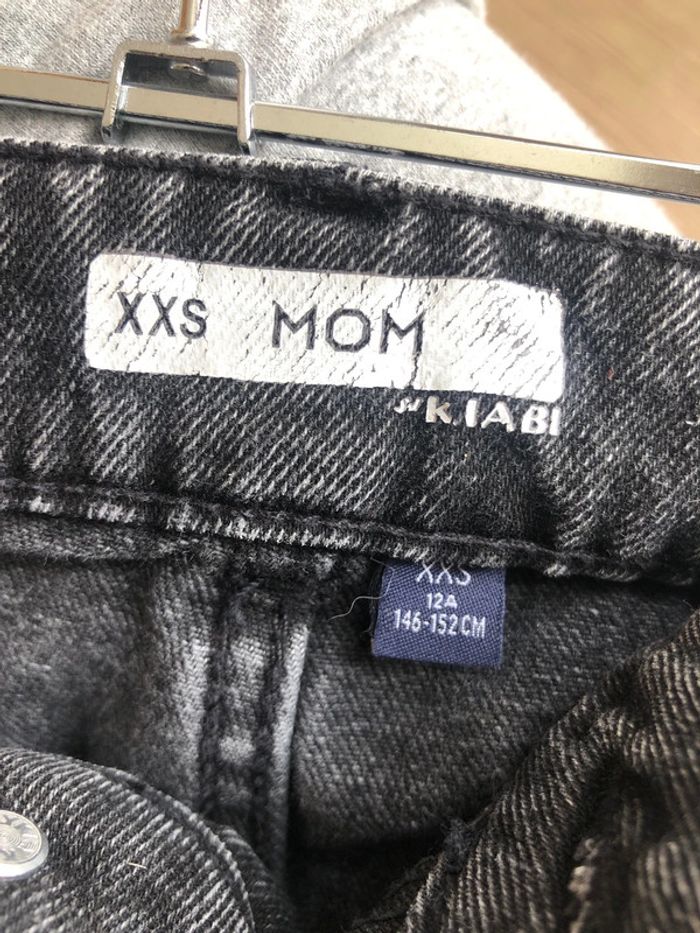 XXS MOM
by KIABI
XXS
12A
146-152CM